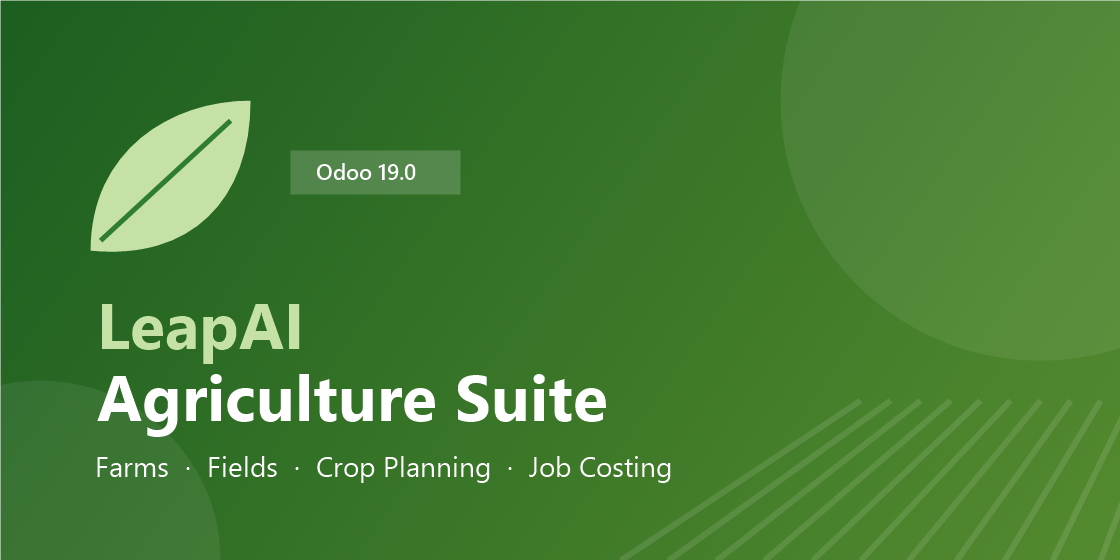 Odoo 19.0
LeapAI
Agriculture Suite
Farms · Fields · Crop Planning · Job Costing